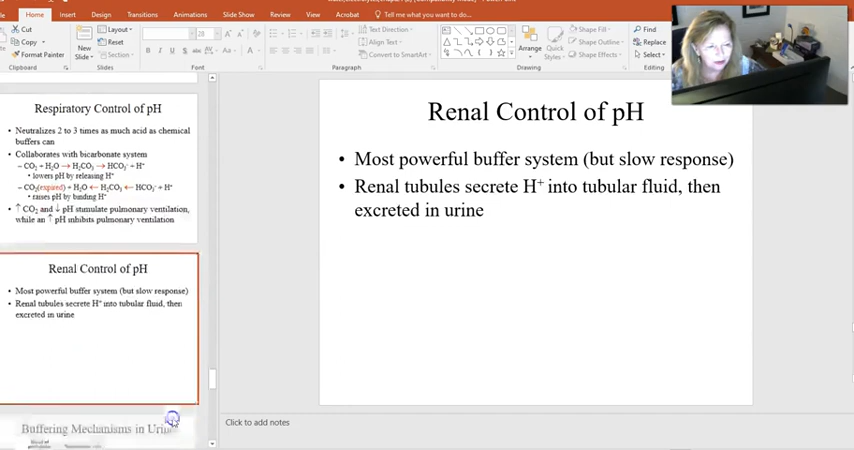 Home Insert Design Transitions Animations Slide Show Review View Acrobat Tell me what you want to do...
Cut
Copy
Format Painter
Clipboard
New
Slide
Layout
Reset
Section
Slides
28
Font
Paragraph
Text Direction
Align Text
Convert to SmartArt
Arrange
Quick
Styles
Shape Fill
Shape Outline
Shape Effects
Drawing
Find
Replace
Select
Editing
Respiratory Control of pH
• Neutralizes 2 to 3 times as much acid as chemical
buffers can
• Collaborates with bicarbonate system
– CO₂ + H₂O → H₂CO₃ → HCO₃⁻ + H⁺
• lowers pH by releasing H⁺
– CO₂(expired) + H₂O ← H₂CO₃ ← HCO₃⁻ + H⁺
• raises pH by binding H⁺
• ↑ CO₂ and ↓ pH stimulate pulmonary ventilation,
while an ↑ pH inhibits pulmonary ventilation
Renal Control of pH
• Most powerful buffer system (but slow response)
• Renal tubules secrete H⁺ into tubular fluid, then
excreted in urine
Buffering Mechanisms in Urine
Renal Control of pH
• Most powerful buffer system (but slow response)
• Renal tubules secrete H⁺ into tubular fluid, then
excreted in urine
Click to add notes